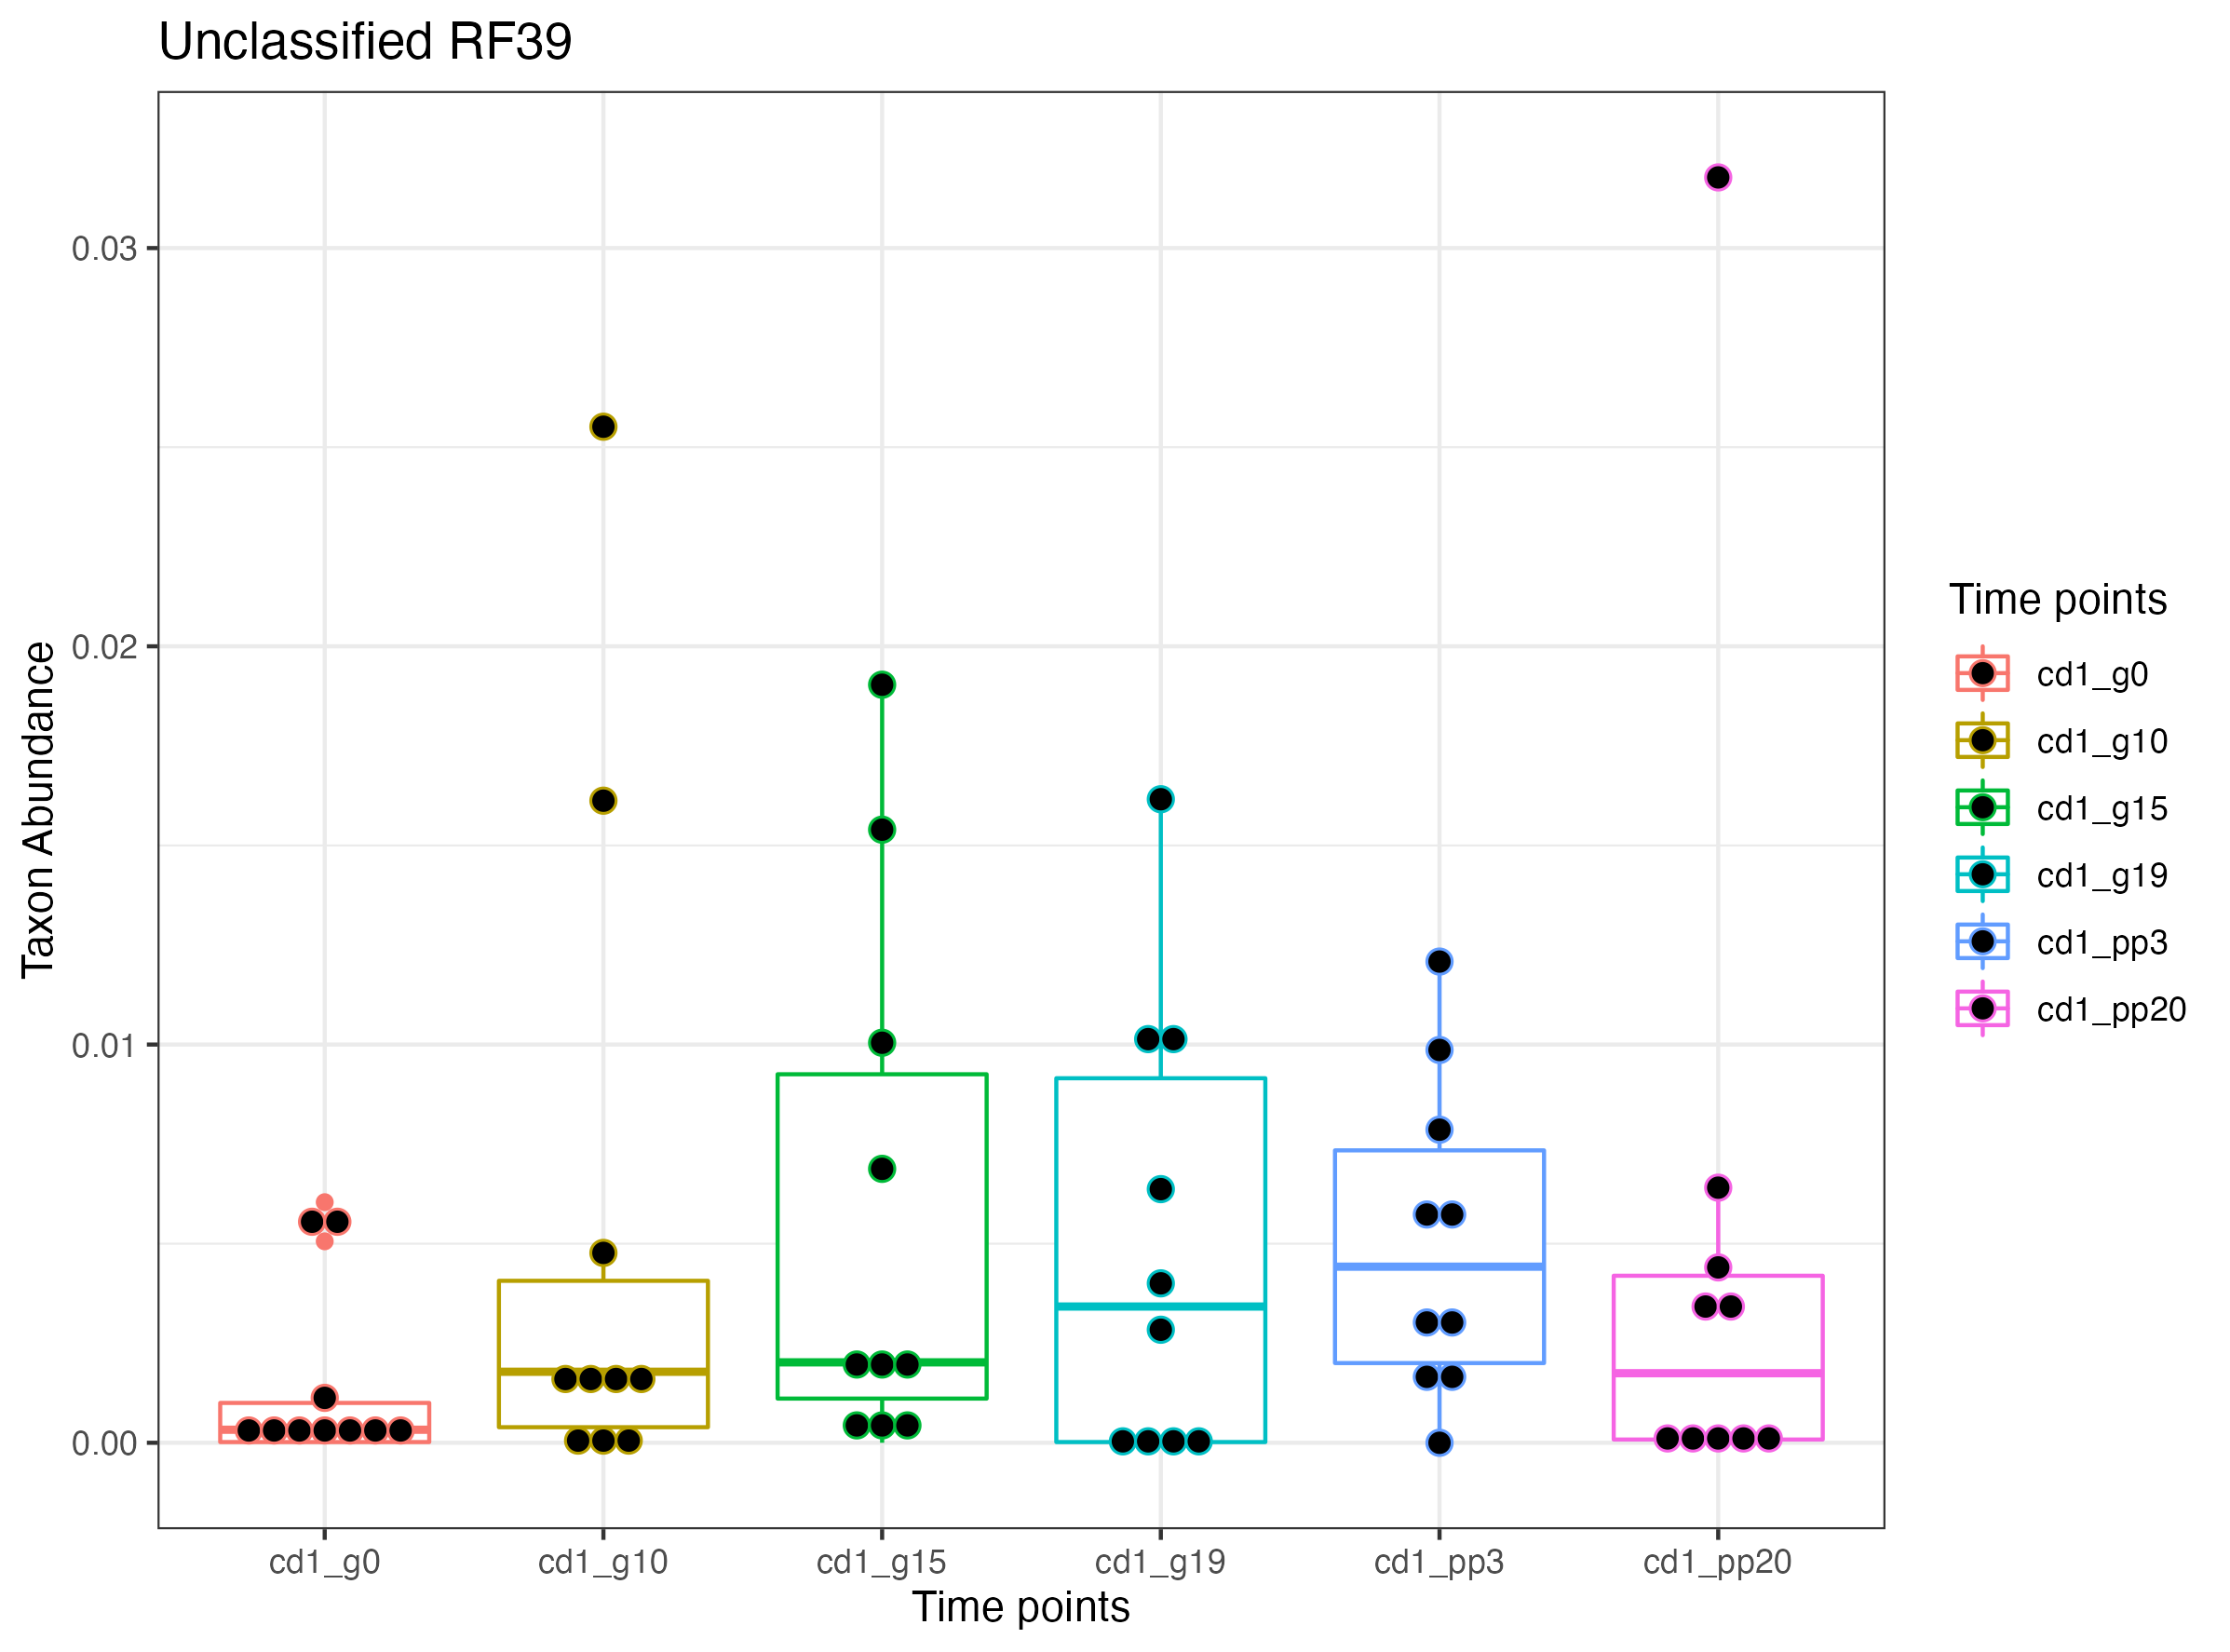 Unclassified RF39
Taxon Abundance
0.03
0.02
0.01
0.00
cd1_g0
cd1_g10
cd1_g15
cd1_g19
cd1_pp3
cd1_pp20
Time points
Time points
cd1_g0
cd1_g10
cd1_g15
cd1_g19
cd1_pp3
cd1_pp20